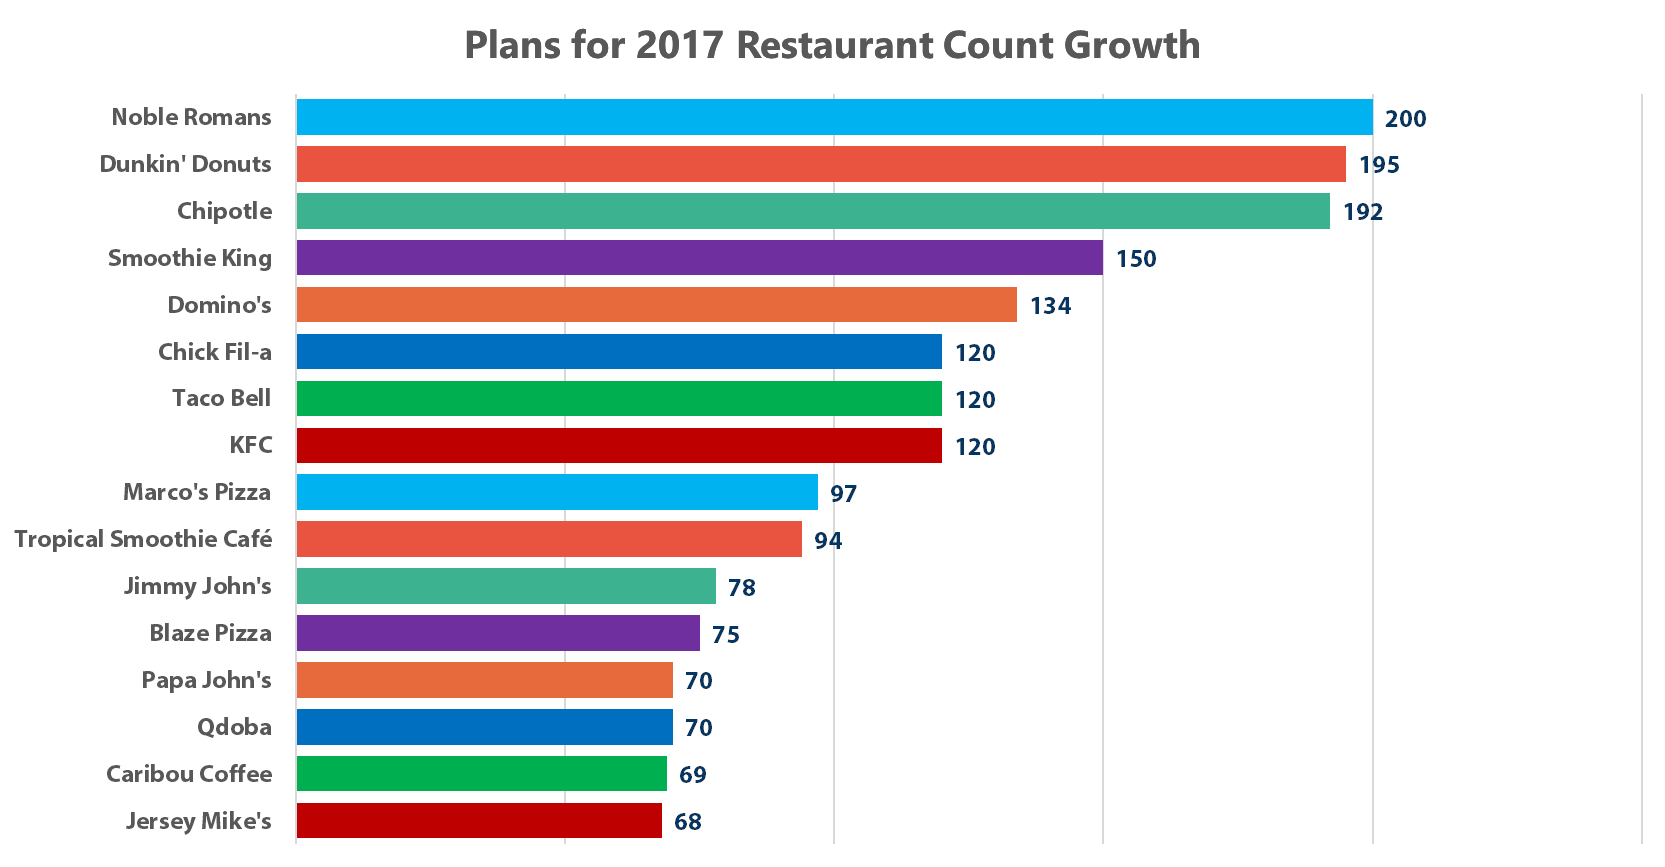 Plans for 2017 Restaurant Count Growth
Noble Romans 200
Dunkin' Donuts 195
Chipotle 192
Smoothie King 150
Domino's 134
Chick Fil-a 120
Taco Bell 120
KFC 120
Marco's Pizza 97
Tropical Smoothie Café 94
Jimmy John's 78
Blaze Pizza 75
Papa John's 70
Qdoba 70
Caribou Coffee 69
Jersey Mike's 68